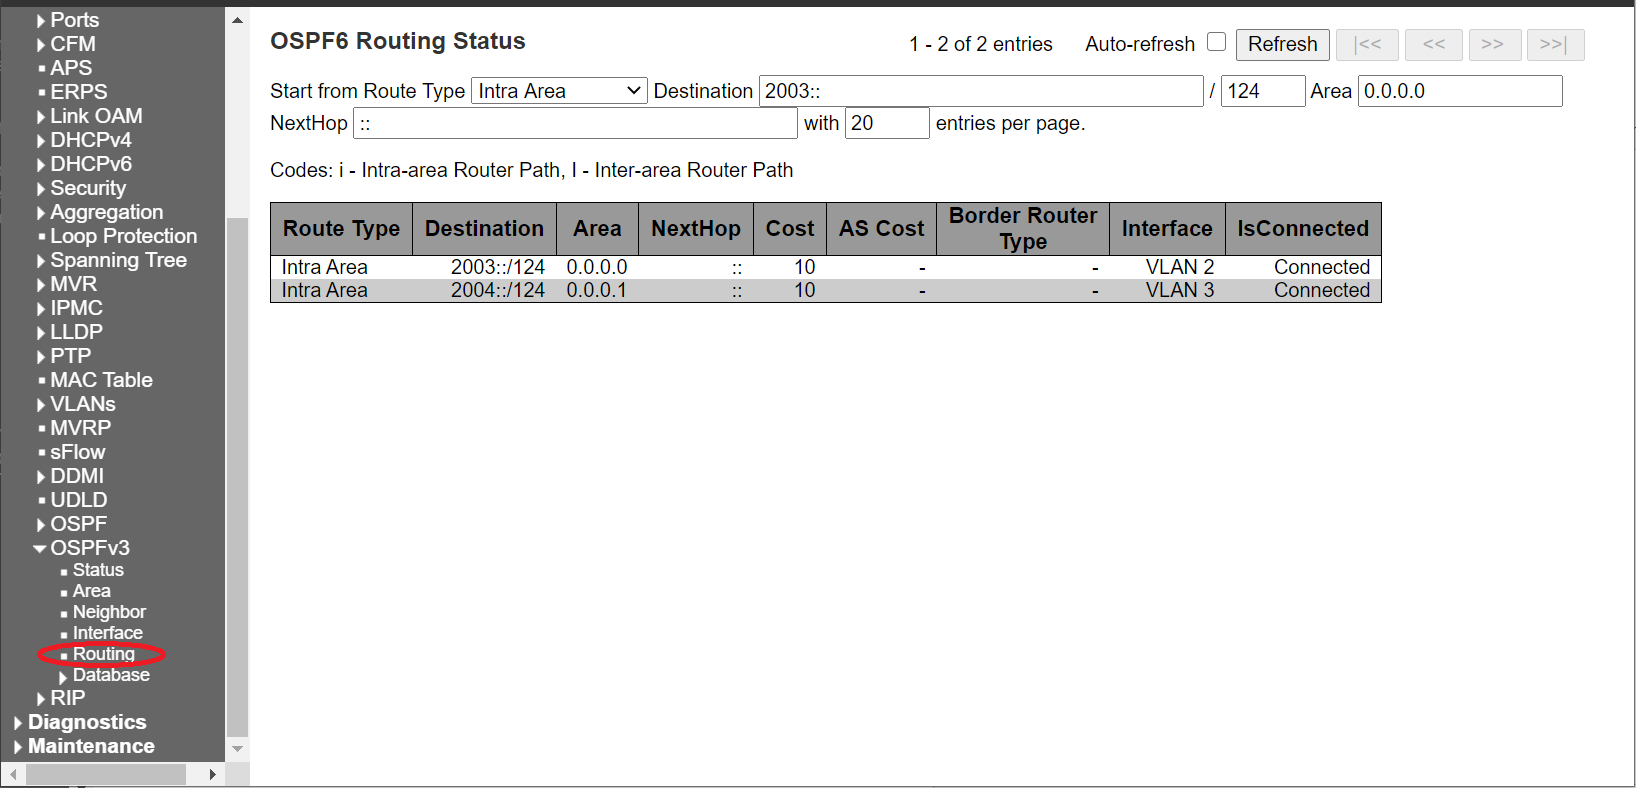 Ports
CFM
APS
ERPS
Link OAM
DHCPv4
DHCPv6
Security
Aggregation
Loop Protection
Spanning Tree
MVR
IPMC
LLDP
PTP
MAC Table
VLANs
MVRP
sFlow
DDMI
UDLD
OSPF
OSPFv3
Status
Area
Neighbor
Interface
Routing
Database
RIP
Diagnostics
Maintenance
OSPF6 Routing Status 1 - 2 of 2 entries Auto-refresh Refresh |<< << >> >>|
Start from Route Type Intra Area Destination 2003:: / 124 Area 0.0.0.0
NextHop :: with 20 entries per page.
Codes: i - Intra-area Router Path, I - Inter-area Router Path
Route Type Destination Area NextHop Cost AS Cost Border Router Type Interface IsConnected
Intra Area 2003::/124 0.0.0.0 :: 10 - - VLAN 2 Connected
Intra Area 2004::/124 0.0.0.1 :: 10 - - VLAN 3 Connected